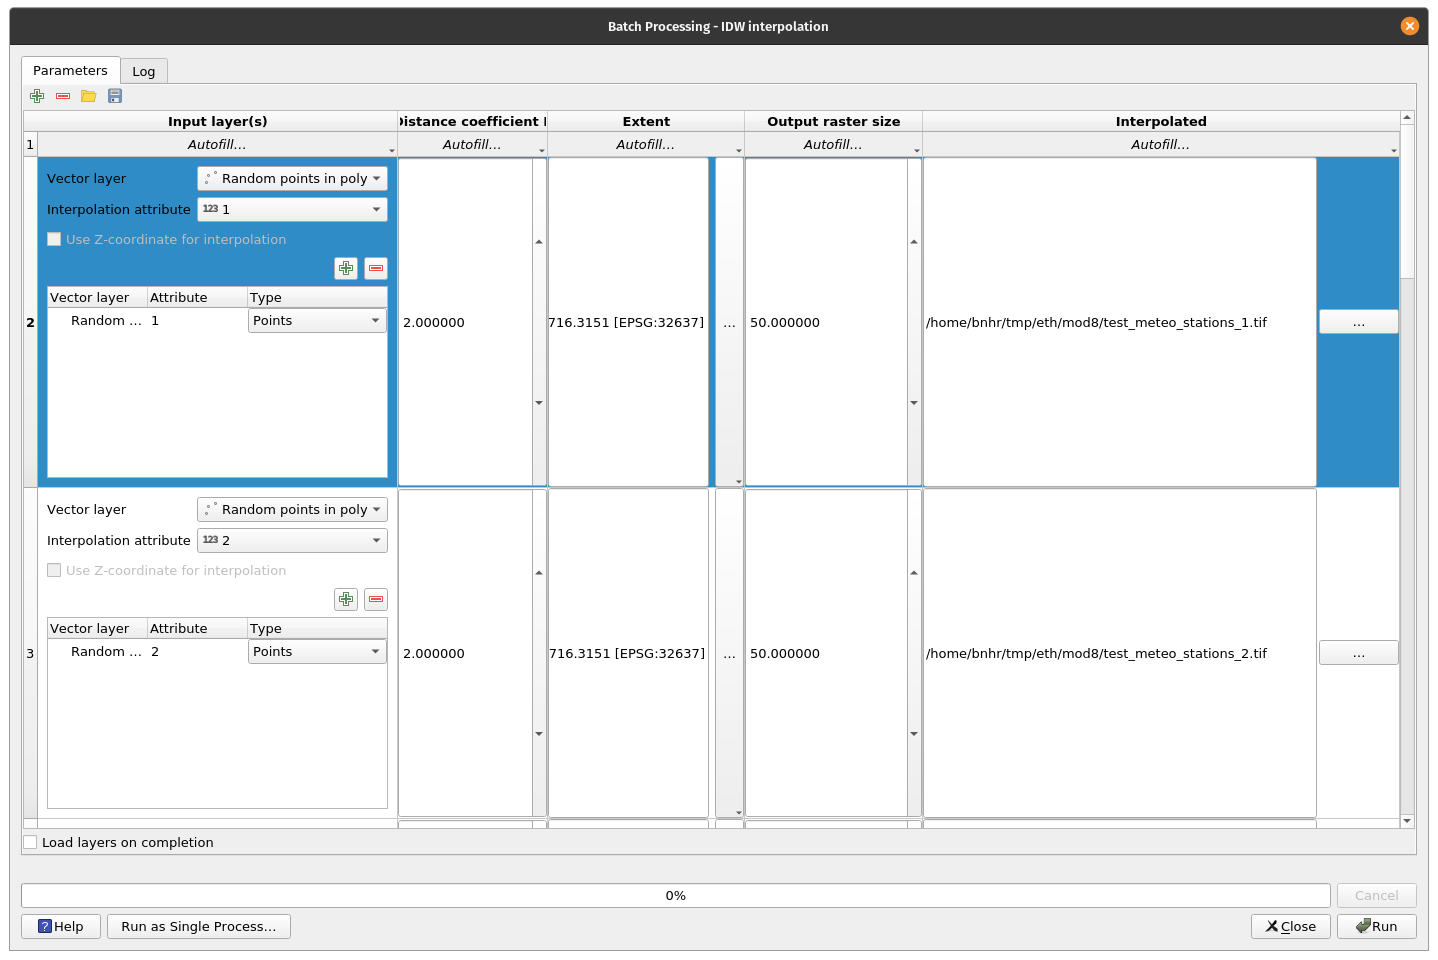 Batch Processing - IDW interpolation
Parameters
Log
Input layer(s)
Distance coefficient
Extent
Output raster size
Interpolated
1
Autofill...
Autofill...
Autofill...
Autofill...
Autofill...
2
Vector layer
Random points in poly
Interpolation attribute
123 1
Use Z-coordinate for interpolation
Vector layer
Attribute
Type
Random ...
1
Points
2.000000
716.3151 [EPSG:32637]
...
50.000000
/home/bnhr/tmp/eth/mod8/test_meteo_stations_1.tif
...
3
Vector layer
Random points in poly
Interpolation attribute
123 2
Use Z-coordinate for interpolation
Vector layer
Attribute
Type
Random ...
2
Points
2.000000
716.3151 [EPSG:32637]
...
50.000000
/home/bnhr/tmp/eth/mod8/test_meteo_stations_2.tif
...
Load layers on completion
0%
Cancel
? Help
Run as Single Process...
Close
Run